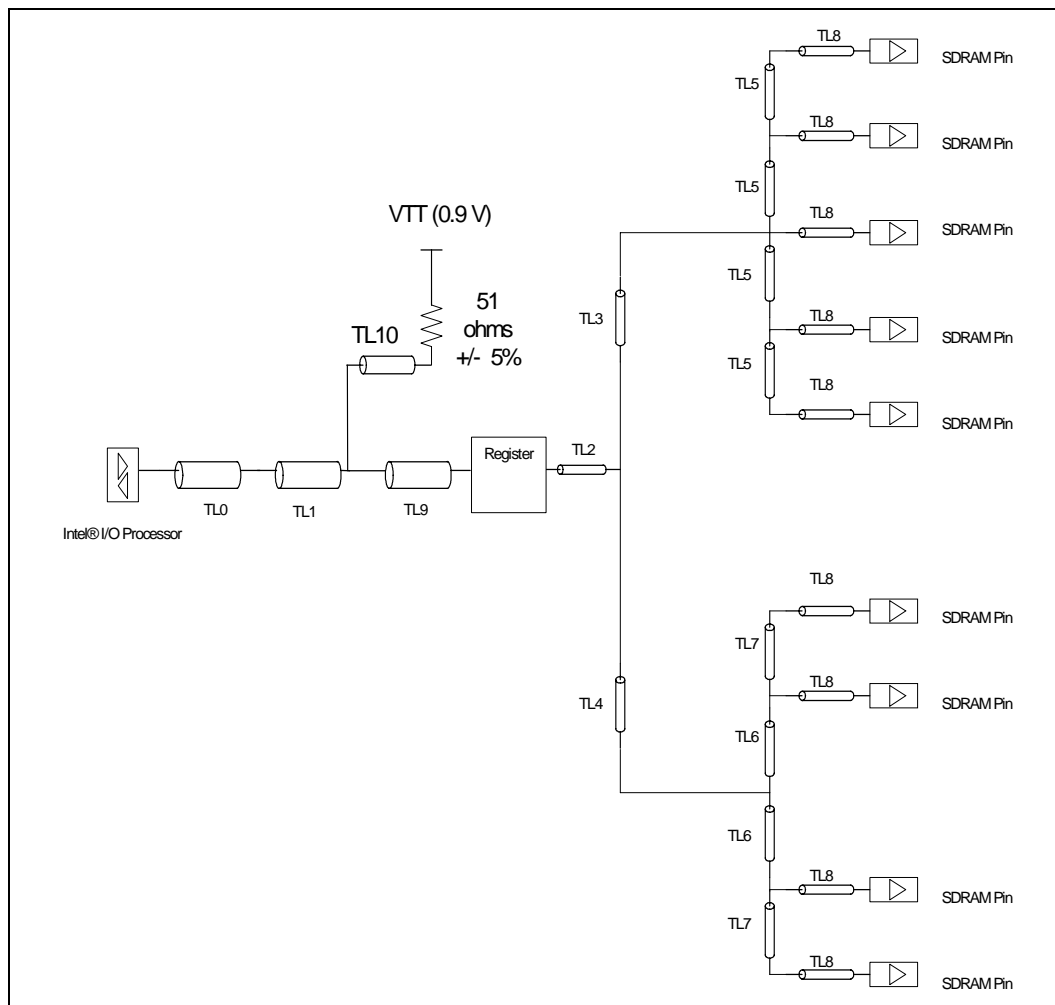 TL8
SDRAM Pin
TL5
TL8
SDRAM Pin
TL5
TL8
SDRAM Pin
VTT (0.9 V)
TL5
51
ohms
+/- 5%
TL10
TL3
TL8
SDRAM Pin
TL5
TL8
SDRAM Pin
Register
TL2
TL0
TL1
TL9
Intel® I/O Processor
TL8
SDRAM Pin
TL7
TL8
SDRAM Pin
TL4
TL6
TL6
TL8
SDRAM Pin
TL7
TL8
SDRAM Pin